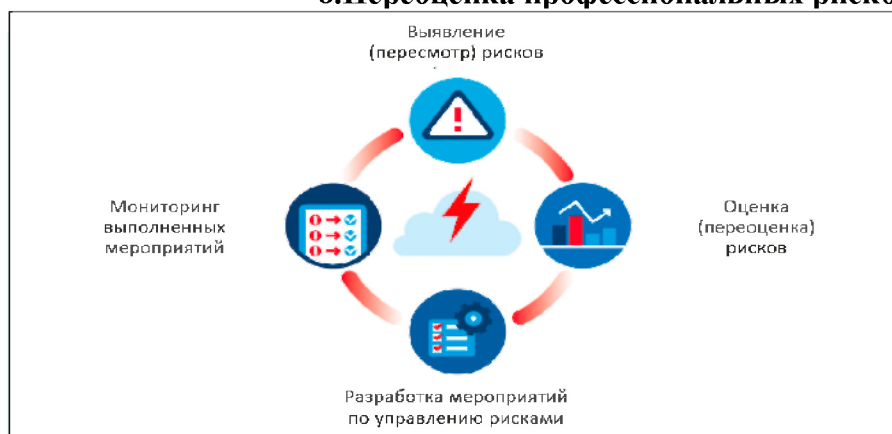 Выявление
(пересмотр) рисков
Мониторинг
выполненных
мероприятий
Оценка
(переоценка)
рисков
Разработка мероприятий
по управлению рисками